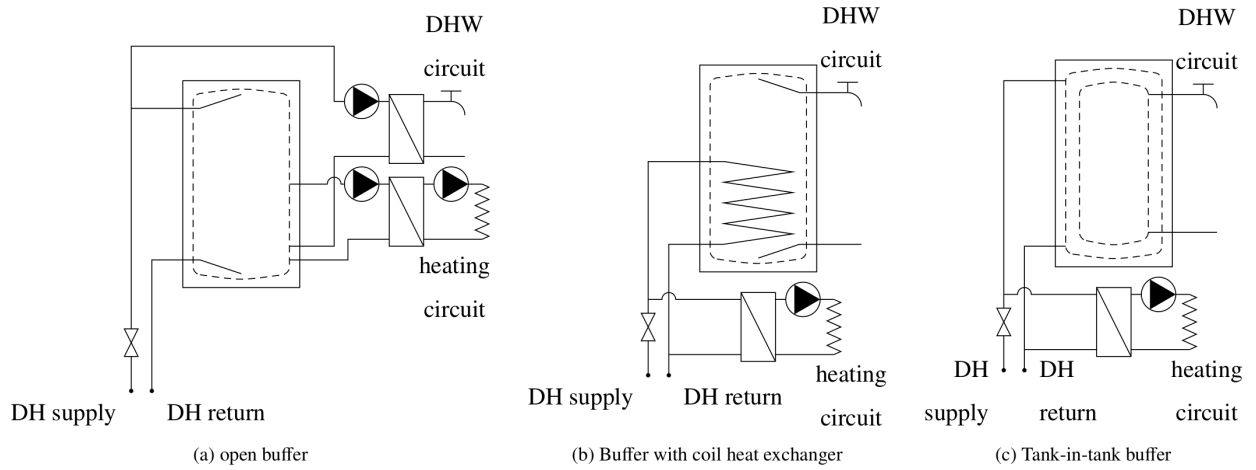 DHW
circuit
heating
circuit
DH supply
DH return
(a) open buffer
DHW
circuit
heating
circuit
DH supply
DH return
(b) Buffer with coil heat exchanger
DHW
circuit
DH
supply
DH
return
heating
circuit
(c) Tank-in-tank buffer